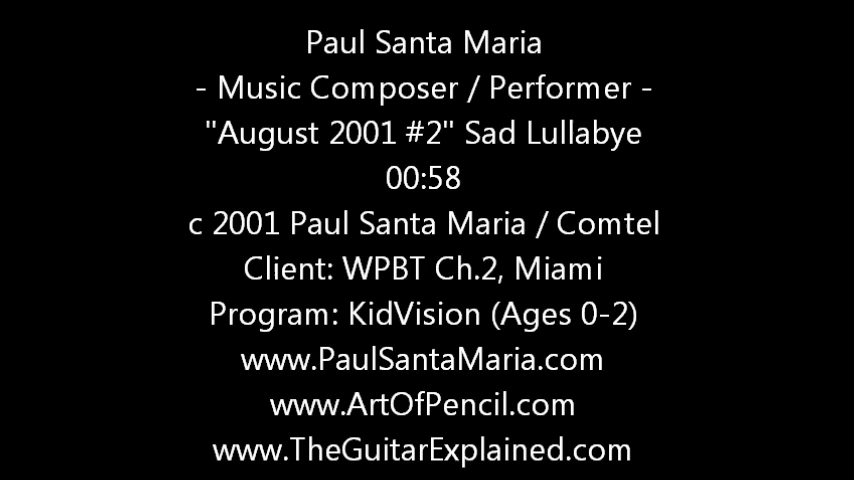 Paul Santa Maria
- Music Composer / Performer -
"August 2001 #2" Sad Lullabye
00:58
c 2001 Paul Santa Maria / Comtel
Client: WPBT Ch.2, Miami
Program: KidVision (Ages 0-2)
www.PaulSantaMaria.com
www.ArtOfPencil.com
www.TheGuitarExplained.com